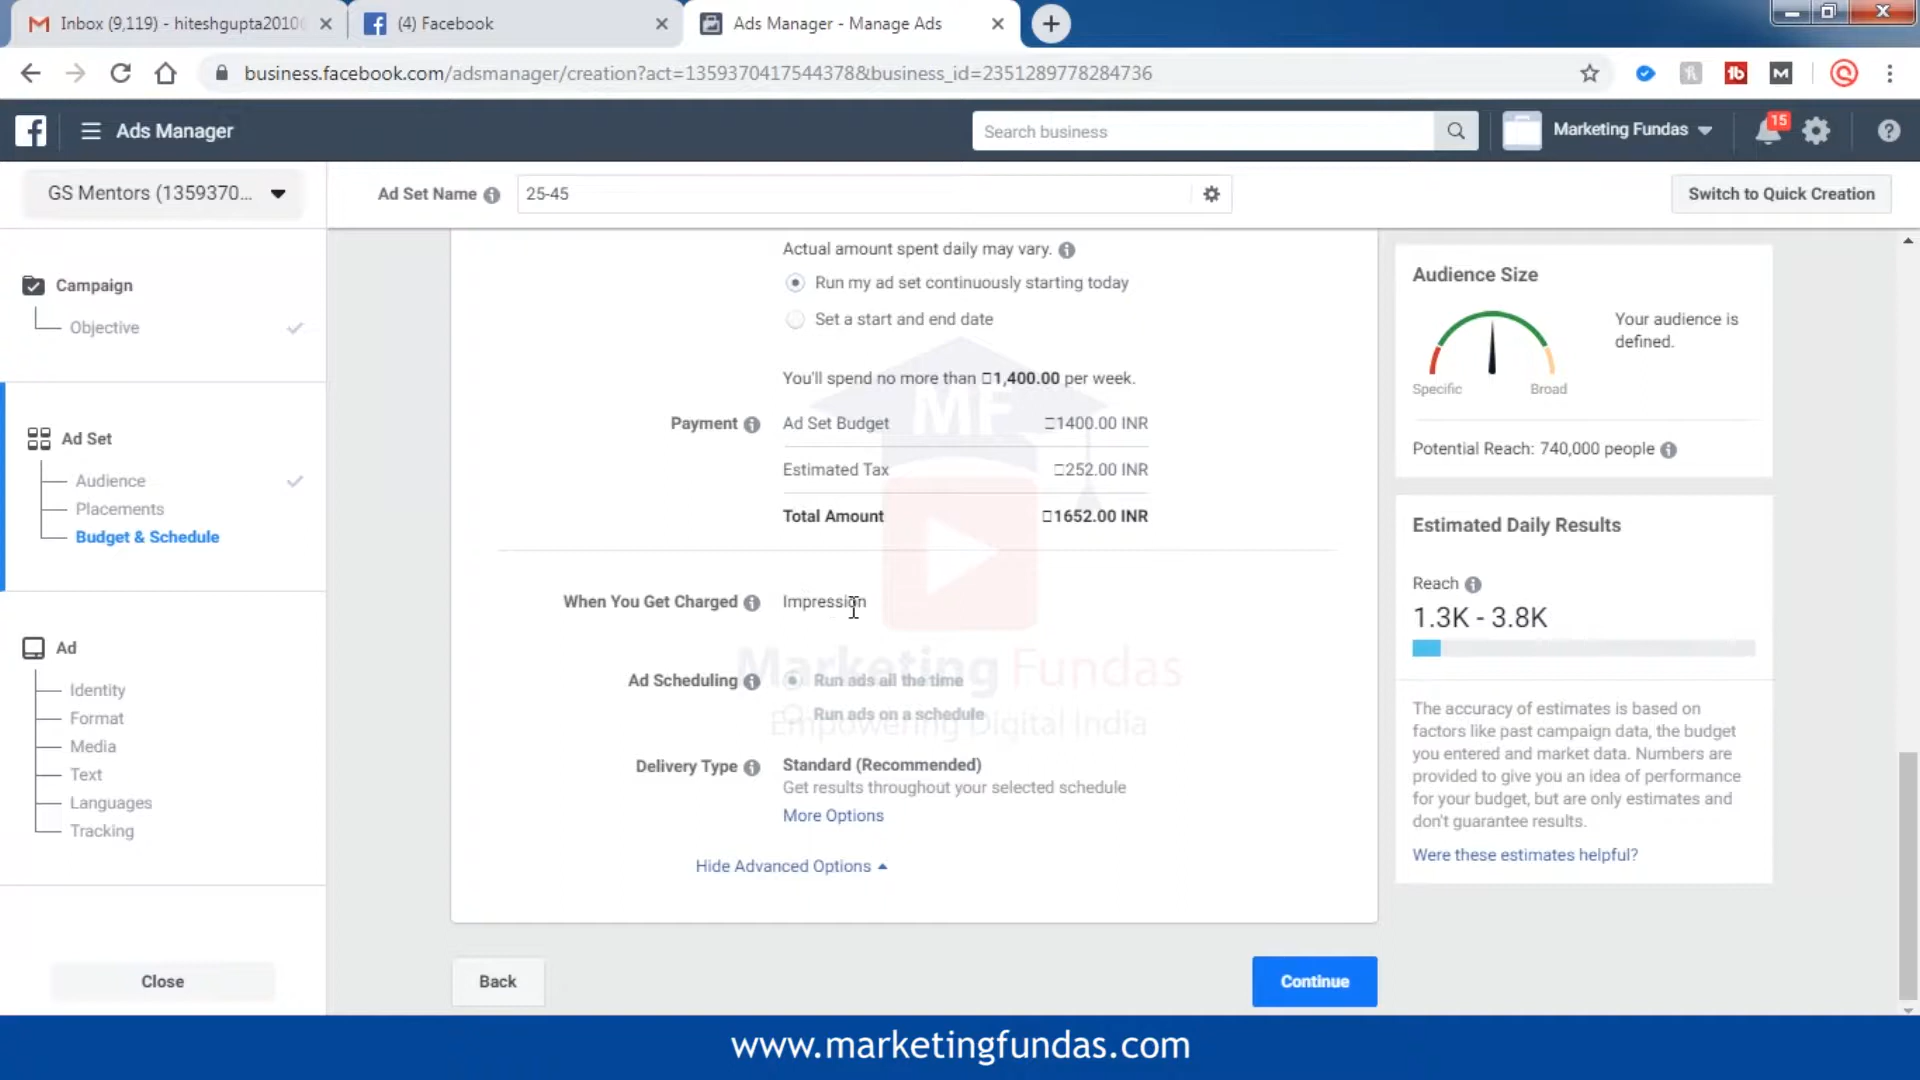 Inbox (9,119) - hiteshgupta2010
(4) Facebook
Ads Manager - Manage Ads
business.facebook.com/adsmanager/creation?act=1359370417544378&business_id=2351289778284736
Ads Manager
Search business
Marketing Fundas
15
GS Mentors (1359370...
Ad Set Name
25-45
Switch to Quick Creation
Campaign
Objective
Ad Set
Audience
Placements
Budget & Schedule
Ad
Identity
Format
Media
Text
Languages
Tracking
Close
Actual amount spent daily may vary.
Run my ad set continuously starting today
Set a start and end date
You'll spend no more than □1,400.00 per week.
Payment
Ad Set Budget □1400.00 INR
Estimated Tax □252.00 INR
Total Amount □1652.00 INR
When You Get Charged
Impression
Ad Scheduling
Run ads all the time
Run ads on a schedule
Delivery Type
Standard (Recommended)
Get results throughout your selected schedule
More Options
Hide Advanced Options
Back
Continue
MF
Marketing Fundas
Empowering Digital India
Audience Size
Your audience is
defined.
Specific
Broad
Potential Reach: 740,000 people
Estimated Daily Results
Reach
1.3K - 3.8K
The accuracy of estimates is based on
factors like past campaign data, the budget
you entered and market data. Numbers are
provided to give you an idea of performance
for your budget, but are only estimates and
don't guarantee results.
Were these estimates helpful?
www.marketingfundas.com